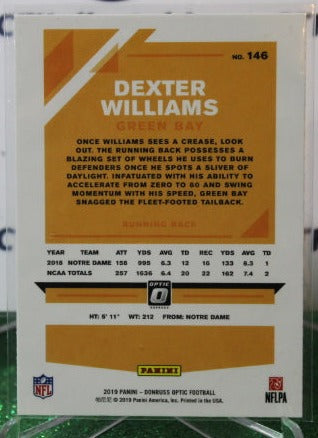 NO. 146
DEXTER
WILLIAMS
GREEN BAY
ONCE WILLIAMS SEES A CREASE, LOOK
OUT. THE RUNNING BACK POSSESSES A
BLAZING SET OF WHEELS HE USES TO BURN
DEFENDERS ONCE HE SPOTS A SLIVER OF
DAYLIGHT. INFATUATED WITH HIS ABILITY TO
ACCELERATE FROM ZERO TO 60 AND SWING
MOMENTUM WITH HIS SPEED, GREEN BAY
SNAGGED THE FLEET-FOOTED TAILBACK.
RUNNING BACK
YEAR TEAM ATT YDS AVG TD REC YDS AVG TD
2018 NOTRE DAME 158 995 6.3 12 16 133 8.3 1
NCAA TOTALS 257 1636 6.4 20 22 162 7.4 2
OPTIC
HT: 5' 11" WT: 212 FROM: NOTRE DAME
PANINI
NFL
NFLPA
2019 PANINI - DONRUSS OPTIC FOOTBALL
© 2019 Panini America, Inc. Printed in the USA.